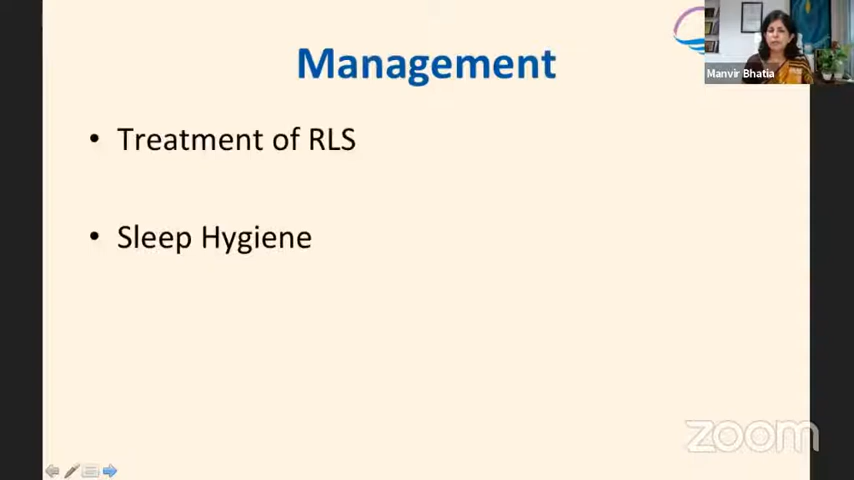 Management
Manvir Bhatia
• Treatment of RLS
• Sleep Hygiene
zoom